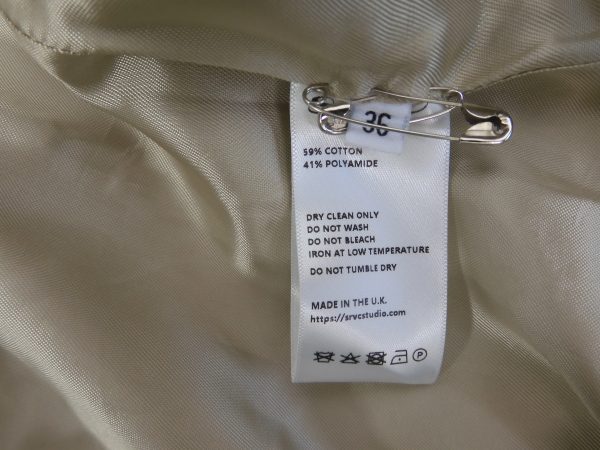 36
59% COTTON
41% POLYAMIDE
DRY CLEAN ONLY
DO NOT WASH
DO NOT BLEACH
IRON AT LOW TEMPERATURE
DO NOT TUMBLE DRY
MADE IN THE U.K.
https://srvcstudio.com
P